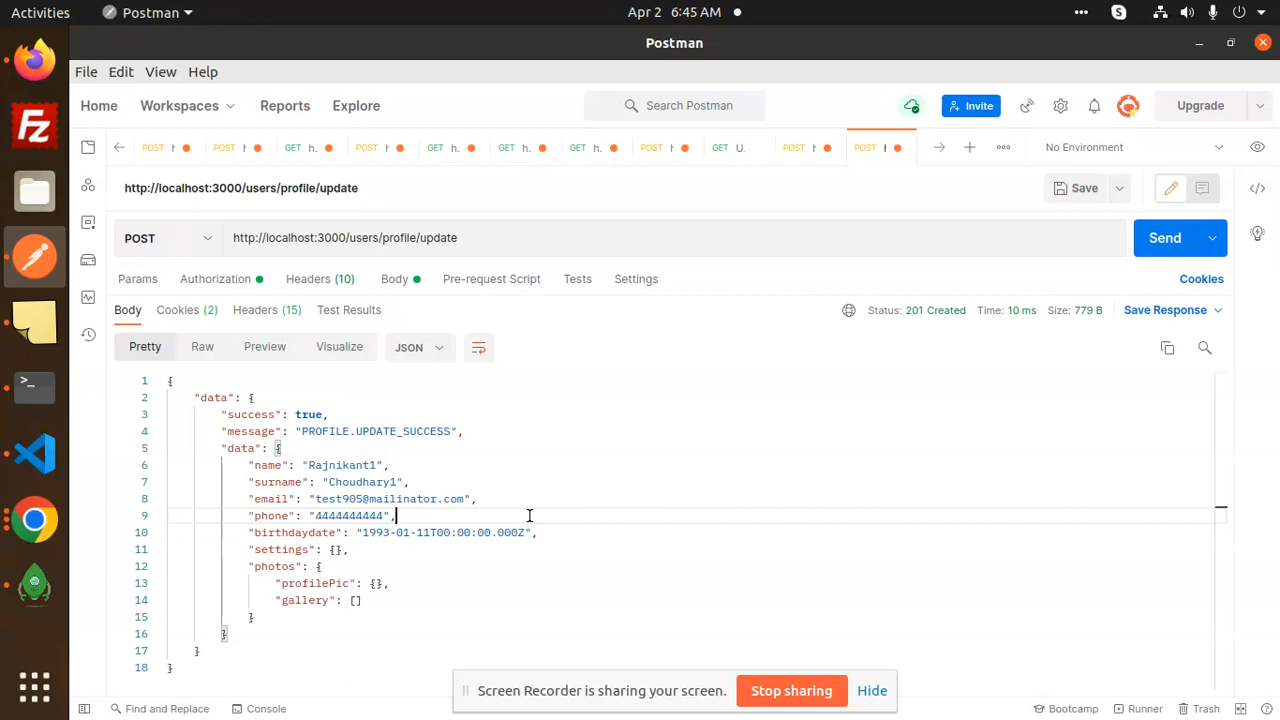 Activities Postman Apr 2 6:45 AM
Postman
File Edit View Help
Home Workspaces Reports Explore Search Postman Invite Upgrade
POST h POST h GET h. POST h GET h. GET h. GET h. POST h GET U. POST h POST h No Environment
http://localhost:3000/users/profile/update Save
POST http://localhost:3000/users/profile/update Send
Params Authorization Headers (10) Body Pre-request Script Tests Settings Cookies
Body Cookies (2) Headers (15) Test Results Status: 201 Created Time: 10 ms Size: 779 B Save Response
Pretty Raw Preview Visualize JSON
1 {
2 "data": {
3 "success": true,
4 "message": "PROFILE.UPDATE_SUCCESS",
5 "data": {
6 "name": "Rajnikant1",
7 "surname": "Choudhary1",
8 "email": "test905@mailinator.com",
9 "phone": "4444444444",
10 "birthdaydate": "1993-01-11T00:00:00.000Z",
11 "settings": {},
12 "photos": {
13 "profilePic": {},
14 "gallery": []
15 }
16 }
17 }
18 }
Screen Recorder is sharing your screen. Stop sharing Hide
Find and Replace Console Bootcamp Runner Trash